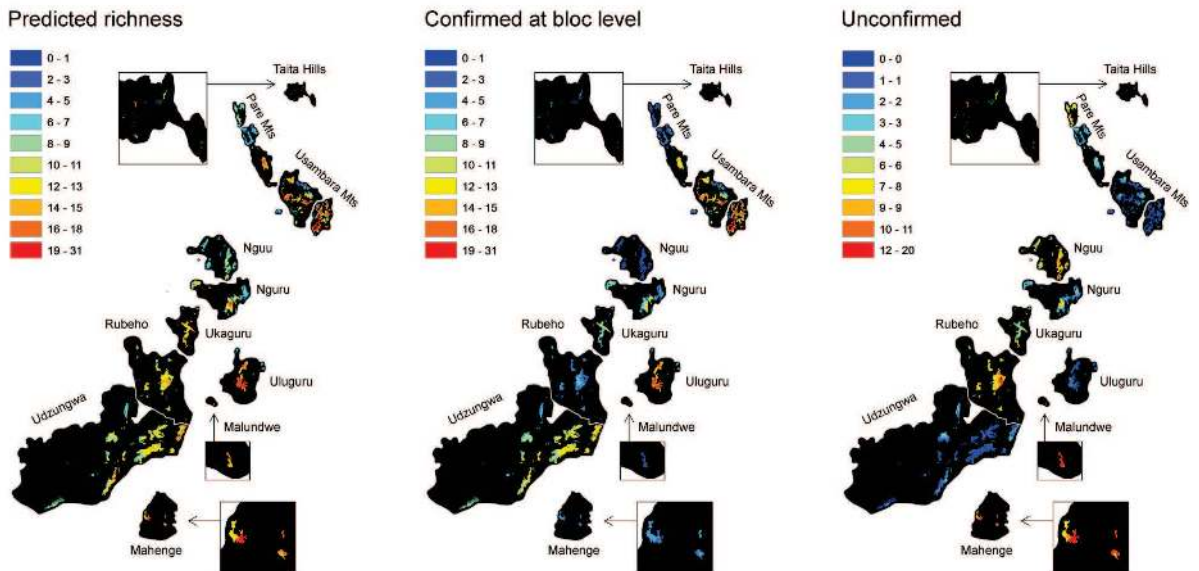 Predicted richness
0 - 1
2 - 3
4 - 5
6 - 7
8 - 9
10 - 11
12 - 13
14 - 15
16 - 18
19 - 31
Taita Hills
Pare Mts
Usambara Mts
Nguu
Nguru
Rubeho
Ukaguru
Uluguru
Udzungwa
Malundwe
Mahenge
Confirmed at bloc level
0 - 1
2 - 3
4 - 5
6 - 7
8 - 9
10 - 11
12 - 13
14 - 15
16 - 18
19 - 31
Taita Hills
Pare Mts
Usambara Mts
Nguu
Nguru
Rubeho
Ukaguru
Uluguru
Udzungwa
Malundwe
Mahenge
Unconfirmed
0 - 0
1 - 1
2 - 2
3 - 3
4 - 5
6 - 6
7 - 8
9 - 9
10 - 11
12 - 20
Taita Hills
Pare Mts
Usambara Mts
Nguu
Nguru
Rubeho
Ukaguru
Uluguru
Udzungwa
Malundwe
Mahenge